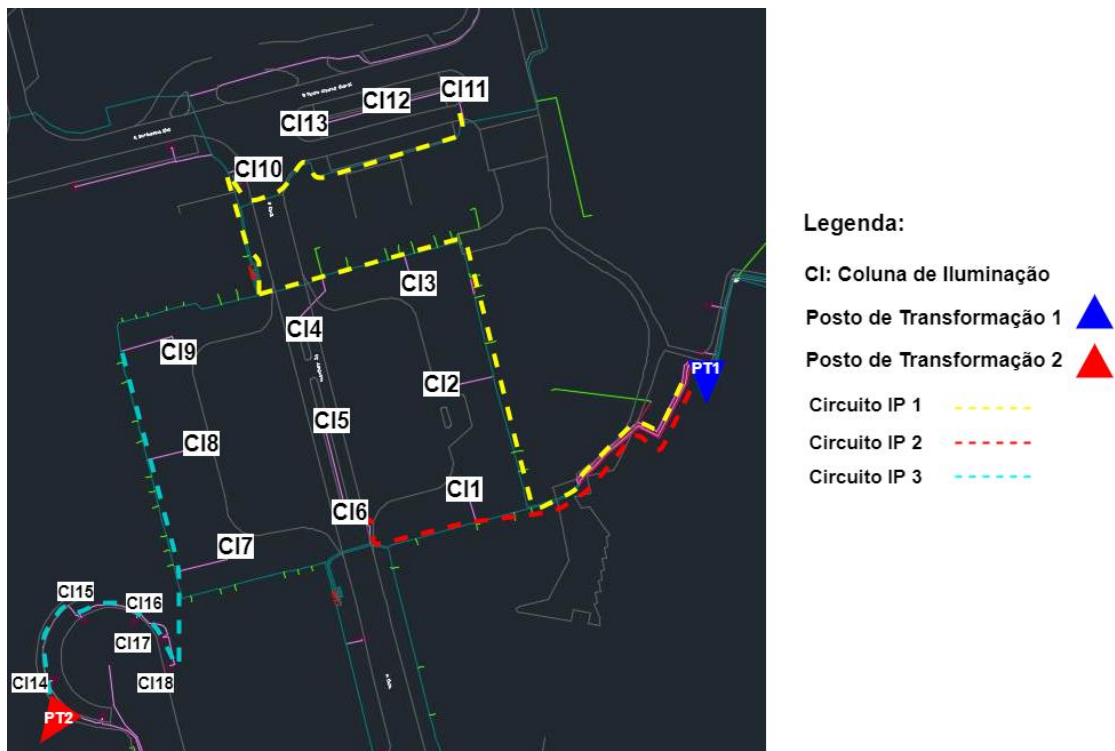 CI11
CI12
CI13
CI10
CI3
CI4
CI9
CI2
CI5
CI8
CI1
CI6
CI7
CI15
CI16
CI17
CI14
CI18
PT2
PT1
Legenda:
CI: Coluna de Iluminação
Posto de Transformação 1
Posto de Transformação 2
Circuito IP 1
Circuito IP 2
Circuito IP 3